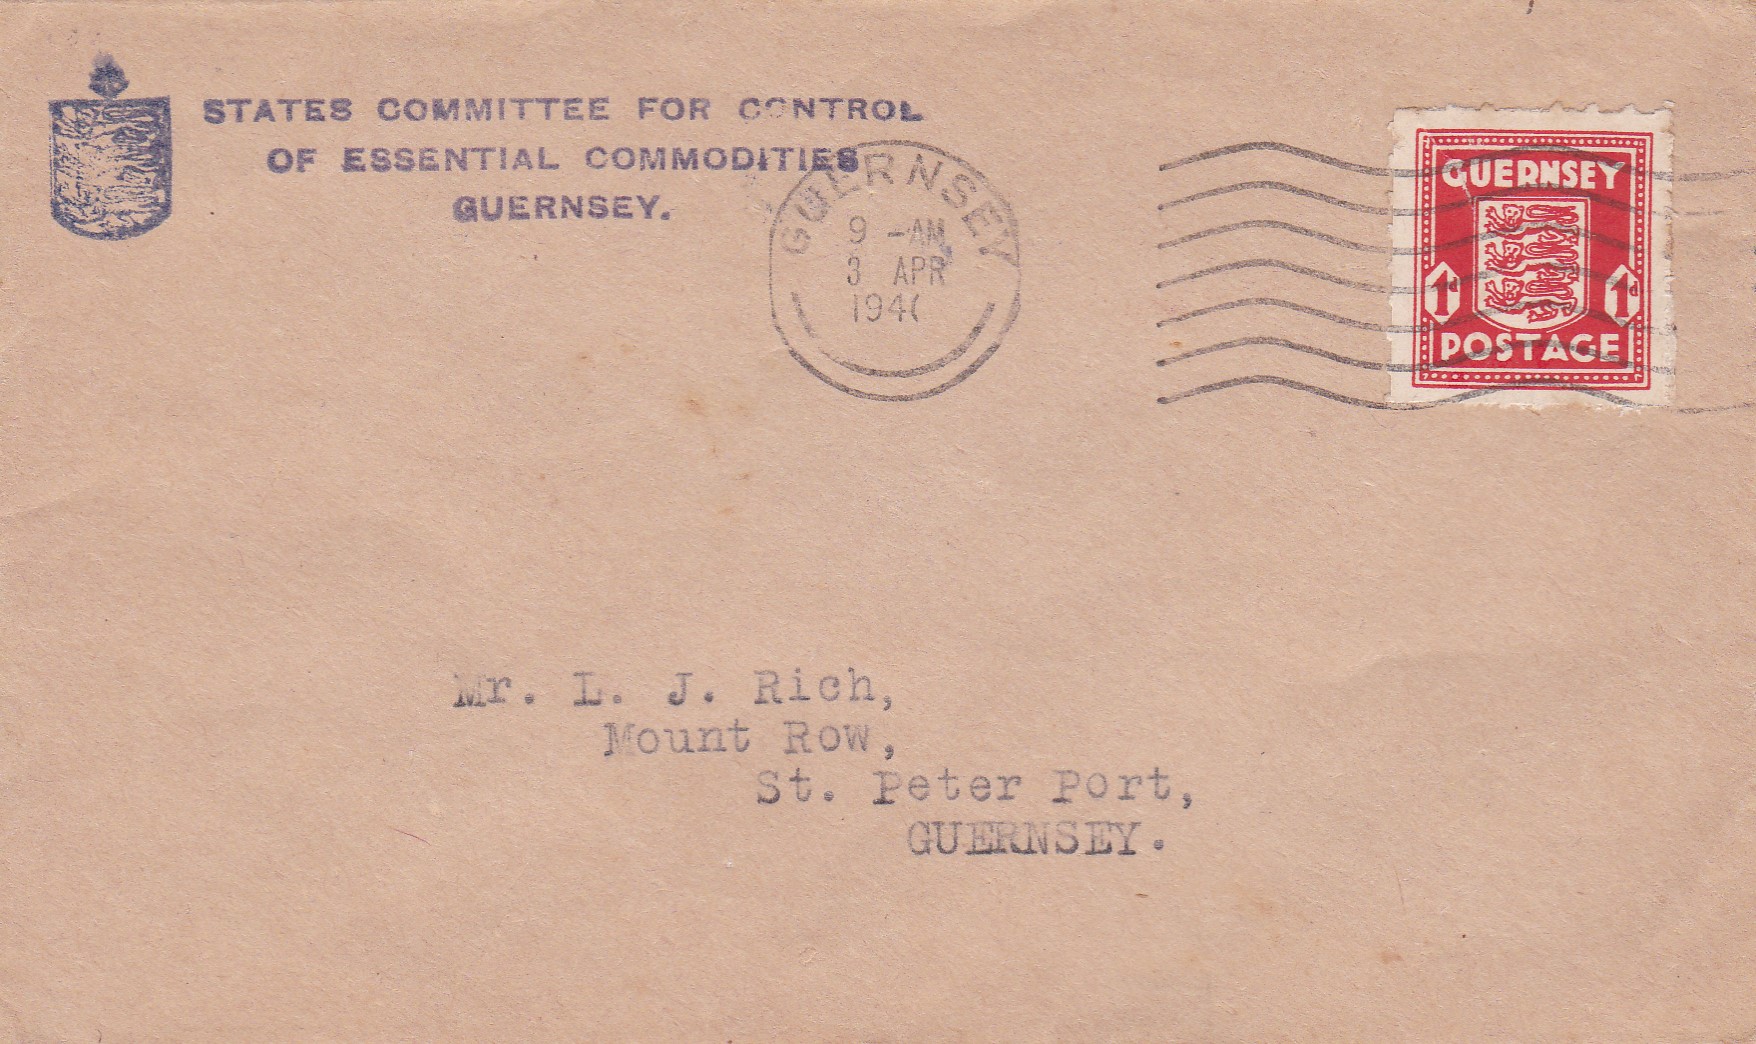 STATES COMMITTEE FOR CONTROL
OF ESSENTIAL COMMODITIES
GUERNSEY.
GUERNSEY
9 -AM
3 APR
GUERNSEY
1d 1d
POSTAGE
Mr. L. J. Rich,
Mount Row,
St. Peter Port,
GUERNSEY.